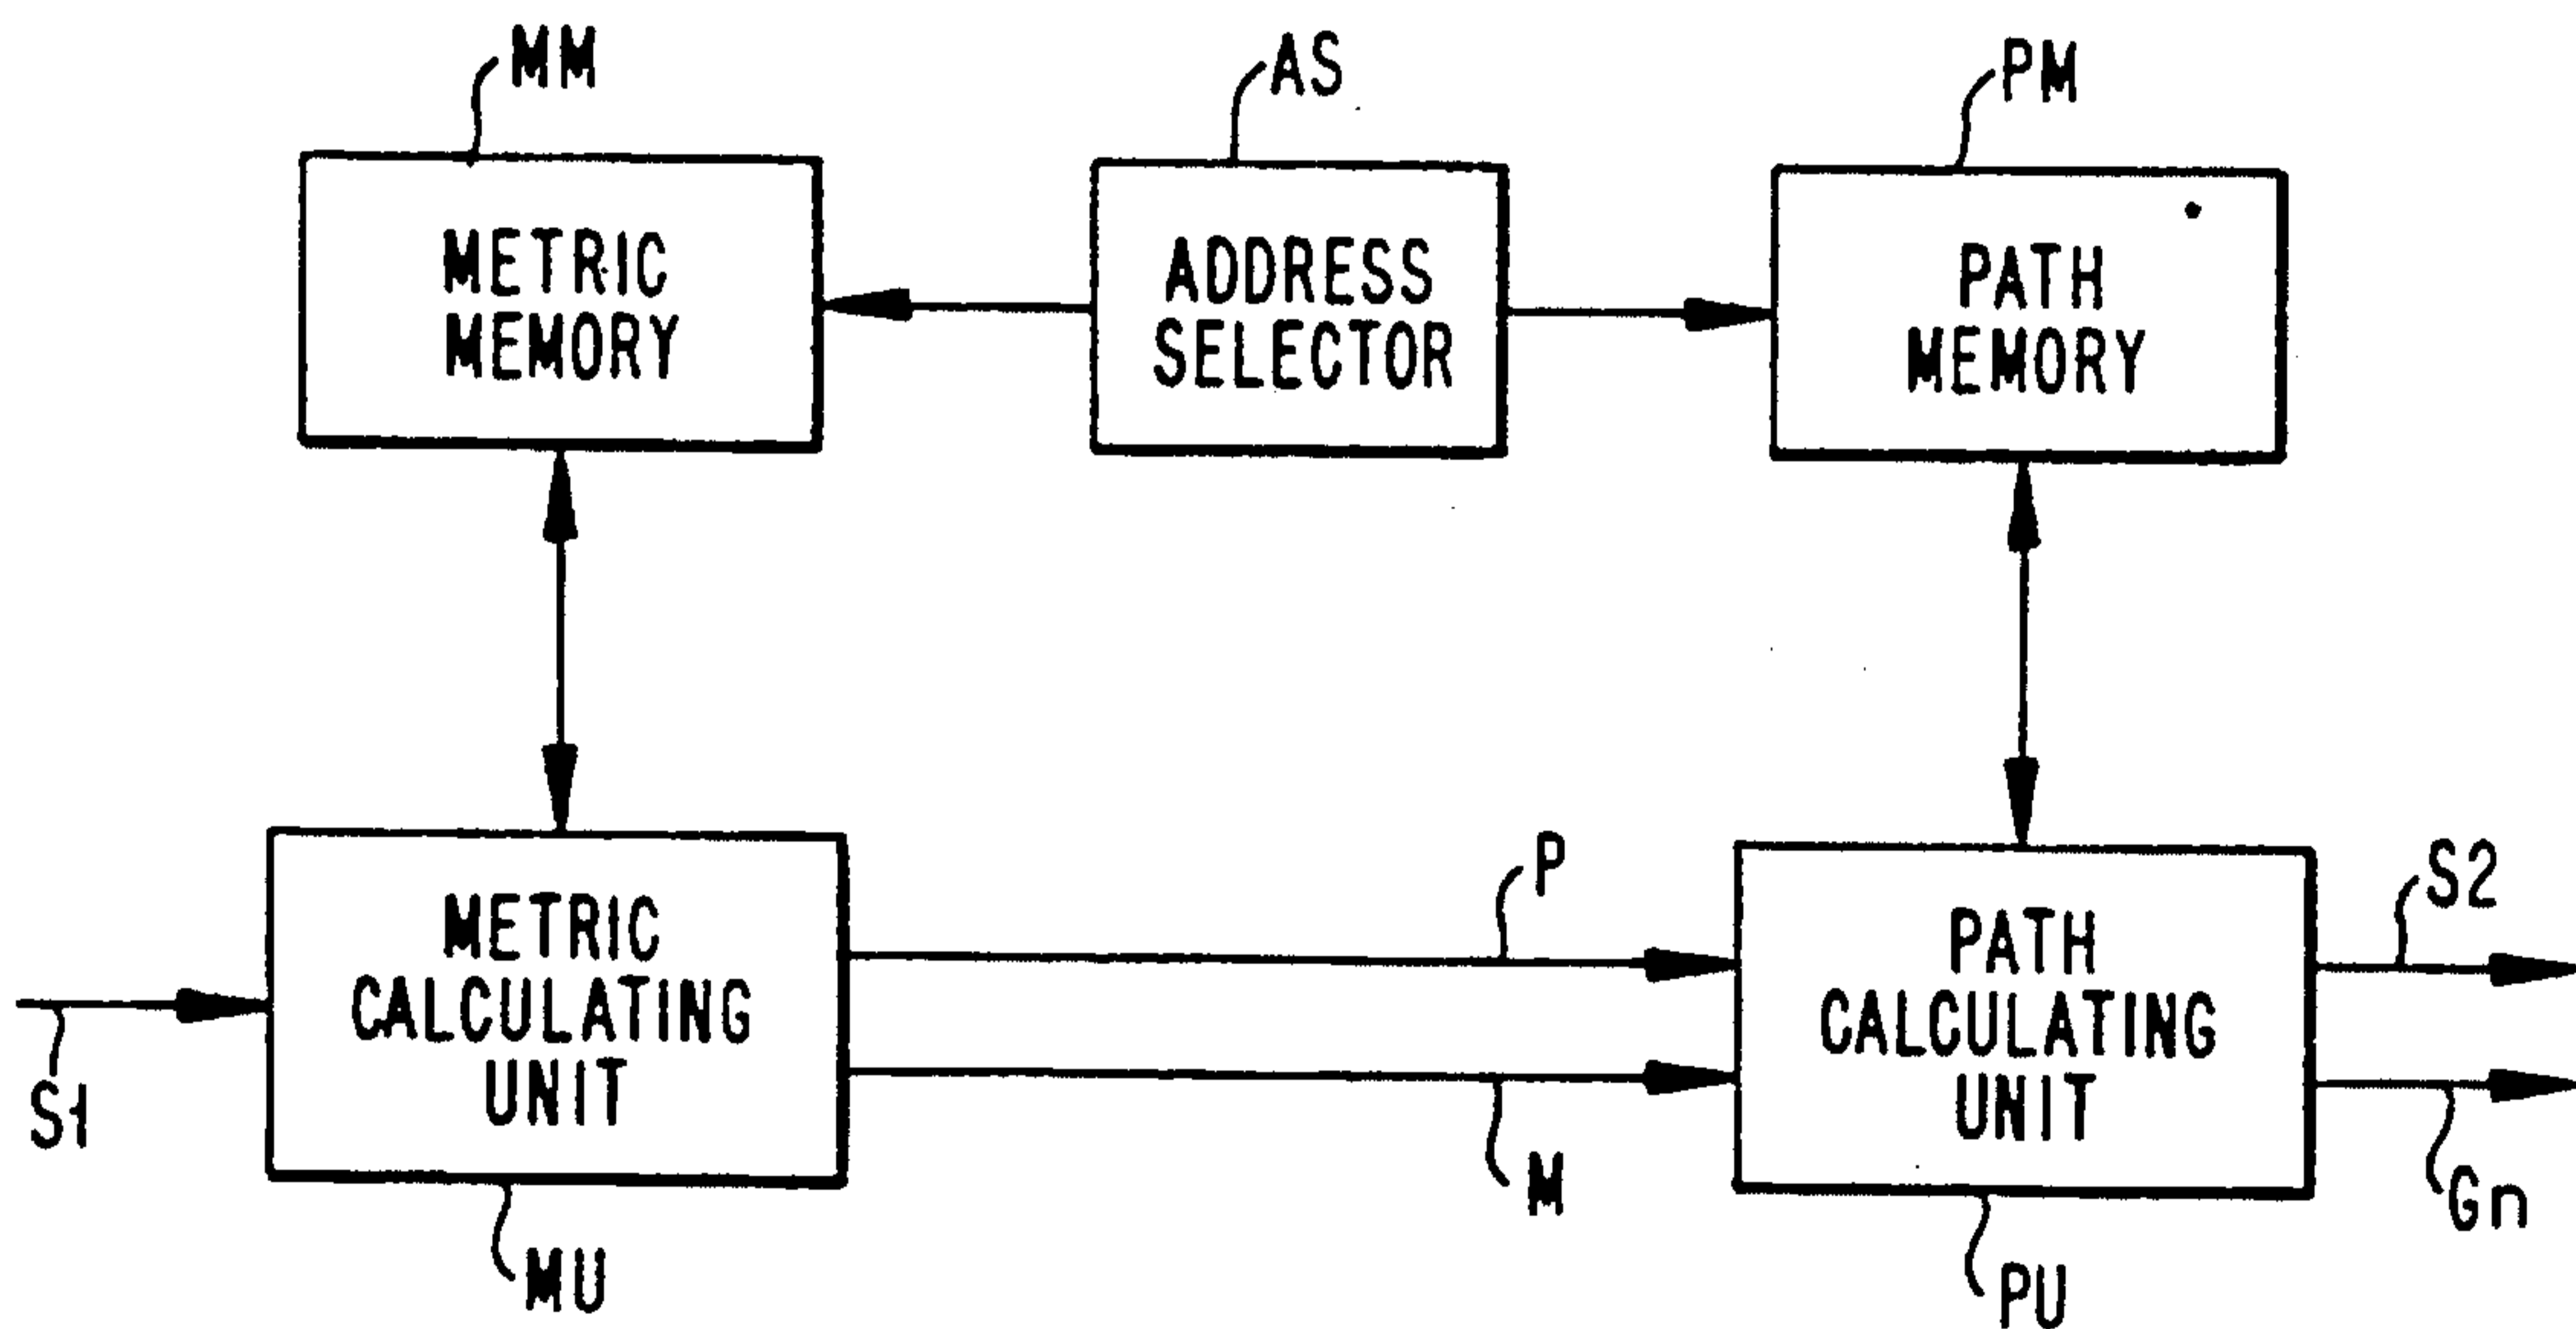 MM
AS
PM
METRIC
MEMORY
ADDRESS
SELECTOR
PATH
MEMORY
P
S2
METRIC
CALCULATING
UNIT
PATH
CALCULATING
UNIT
S1
M
Gn
MU
PU